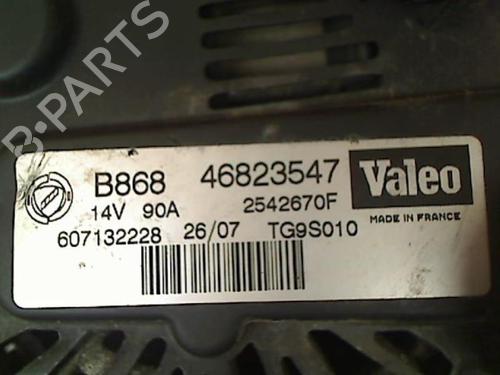 B-PARTS
B868 46823547 Valeo
14V 90A 2542670F MADE IN FRANCE
607132228 26/07 TG9S010